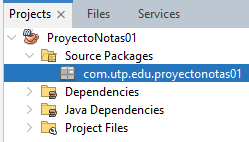 Projects Files Services
ProyectoNotas01
Source Packages
com.utp.edu.proyectonotas01
Dependencies
Java Dependencies
Project Files